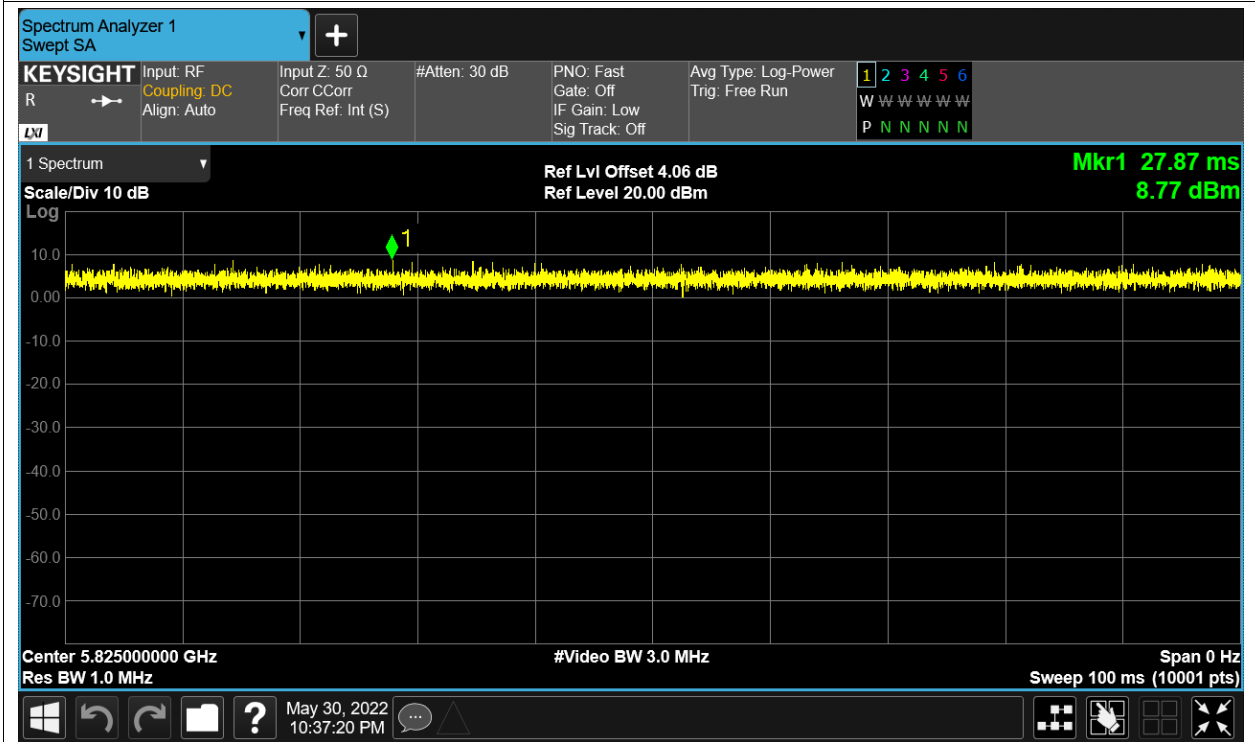 Spectrum Analyzer 1
Swept SA
+
KEYSIGHT
R
LXI
Input: RF
Coupling: DC
Align: Auto
Input Z: 50 Ω
Corr CCorr
Freq Ref: Int (S)
#Atten: 30 dB
PNO: Fast
Gate: Off
IF Gain: Low
Sig Track: Off
Avg Type: Log-Power
Trig: Free Run
1 2 3 4 5 6
W W W W W W
P N N N N N
1 Spectrum
Scale/Div 10 dB
Log
Ref Lvl Offset 4.06 dB
Ref Level 20.00 dBm
Mkr1 27.87 ms
8.77 dBm
1
10.0
0.00
-10.0
-20.0
-30.0
-40.0
-50.0
-60.0
-70.0
Center 5.825000000 GHz
Res BW 1.0 MHz
#Video BW 3.0 MHz
Span 0 Hz
Sweep 100 ms (10001 pts)
?
May 30, 2022
10:37:20 PM